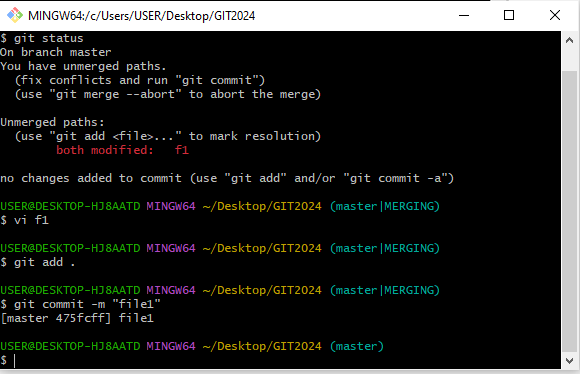 MINGW64:/c/Users/USER/Desktop/GIT2024
$ git status
On branch master
You have unmerged paths.
  (fix conflicts and run "git commit")
  (use "git merge --abort" to abort the merge)
Unmerged paths:
  (use "git add <file>..." to mark resolution)
        both modified:   f1
no changes added to commit (use "git add" and/or "git commit -a")
USER@DESKTOP-HJ8AATD MINGW64 ~/Desktop/GIT2024 (master|MERGING)
$ vi f1
USER@DESKTOP-HJ8AATD MINGW64 ~/Desktop/GIT2024 (master|MERGING)
$ git add .
USER@DESKTOP-HJ8AATD MINGW64 ~/Desktop/GIT2024 (master|MERGING)
$ git commit -m "file1"
[master 475fcff] file1
USER@DESKTOP-HJ8AATD MINGW64 ~/Desktop/GIT2024 (master)
$